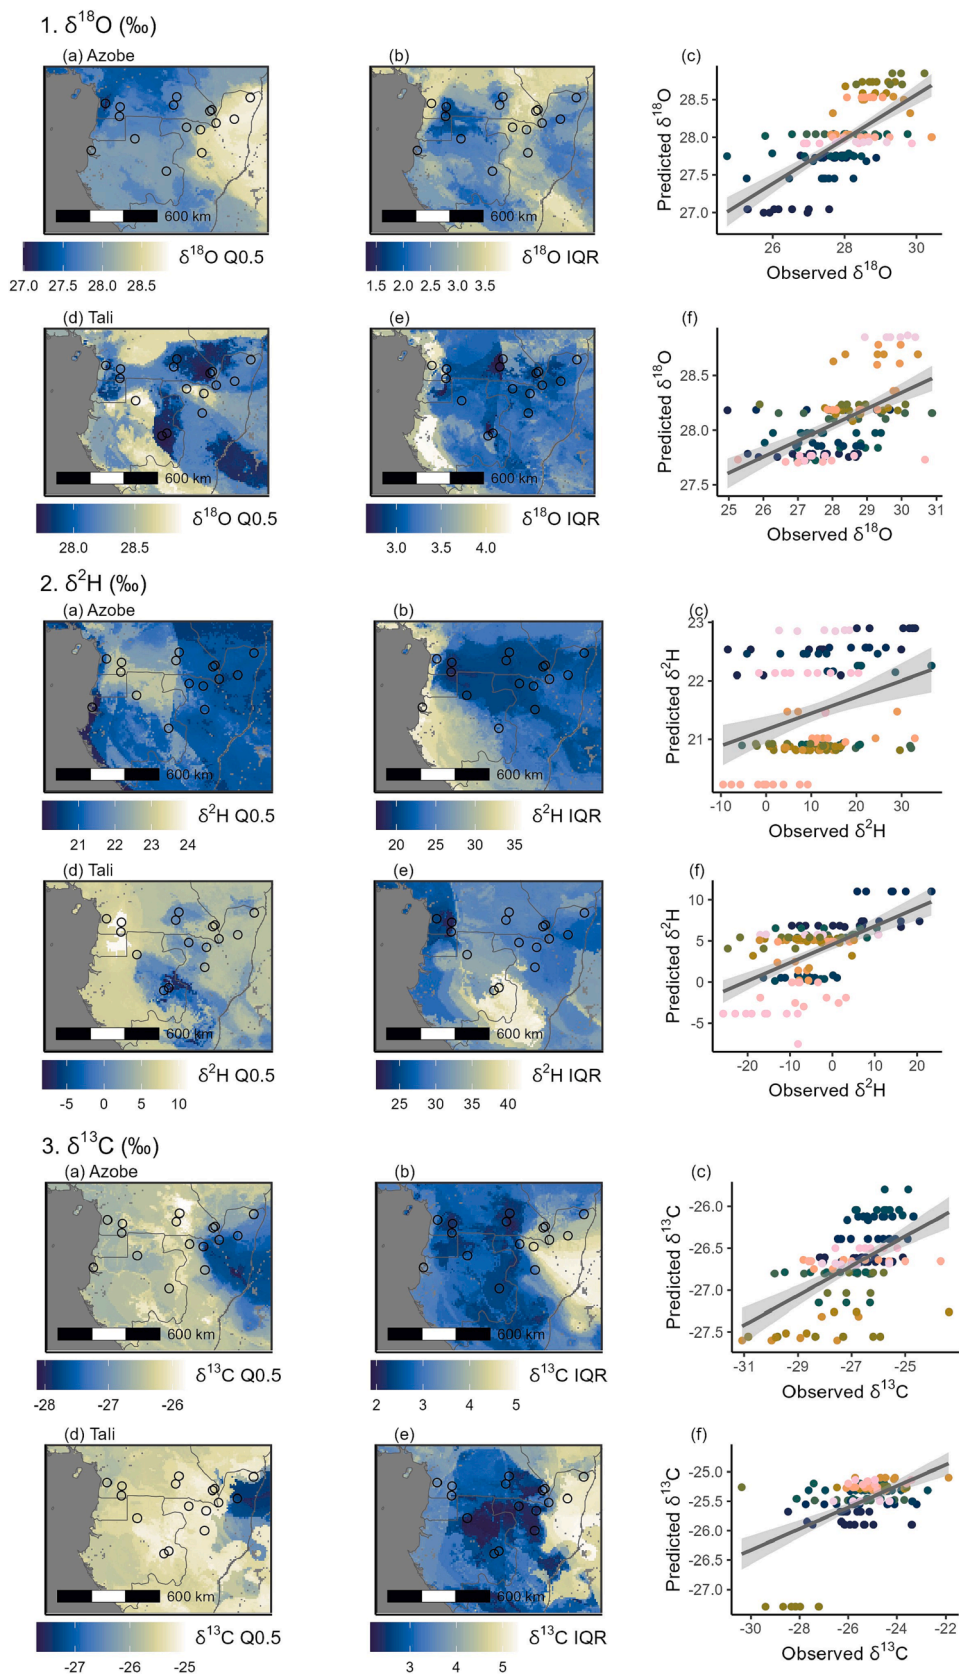 1. δ¹⁸O (‰)
(a) Azobe
(b)
(c)
600 km
600 km
δ¹⁸O Q0.5
27.0 27.5 28.0 28.5
δ¹⁸O IQR
1.5 2.0 2.5 3.0 3.5
Predicted δ¹⁸O
28.5
28.0
27.5
27.0
26 28 30
Observed δ¹⁸O
(d) Tali
(e)
(f)
600 km
600 km
δ¹⁸O Q0.5
28.0 28.5
δ¹⁸O IQR
3.0 3.5 4.0
Predicted δ¹⁸O
28.5
28.0
27.5
25 26 27 28 29 30 31
Observed δ¹⁸O
2. δ²H (‰)
(a) Azobe
(b)
(c)
600 km
600 km
δ²H Q0.5
21 22 23 24
δ²H IQR
20 25 30 35
Predicted δ²H
23
22
21
-10 0 10 20 30
Observed δ²H
(d) Tali
(e)
(f)
600 km
600 km
δ²H Q0.5
-5 0 5 10
δ²H IQR
25 30 35 40
Predicted δ²H
10
5
0
-5
-20 -10 0 10 20
Observed δ²H
3. δ¹³C (‰)
(a) Azobe
(b)
(c)
600 km
600 km
δ¹³C Q0.5
-28 -27 -26
δ¹³C IQR
2 3 4 5
Predicted δ¹³C
-26.0
-26.5
-27.0
-27.5
-31 -29 -27 -25
Observed δ¹³C
(d) Tali
(e)
(f)
600 km
600 km
δ¹³C Q0.5
-27 -26 -25
δ¹³C IQR
3 4 5
Predicted δ¹³C
-25.0
-25.5
-26.0
-26.5
-27.0
-30 -28 -26 -24 -22
Observed δ¹³C